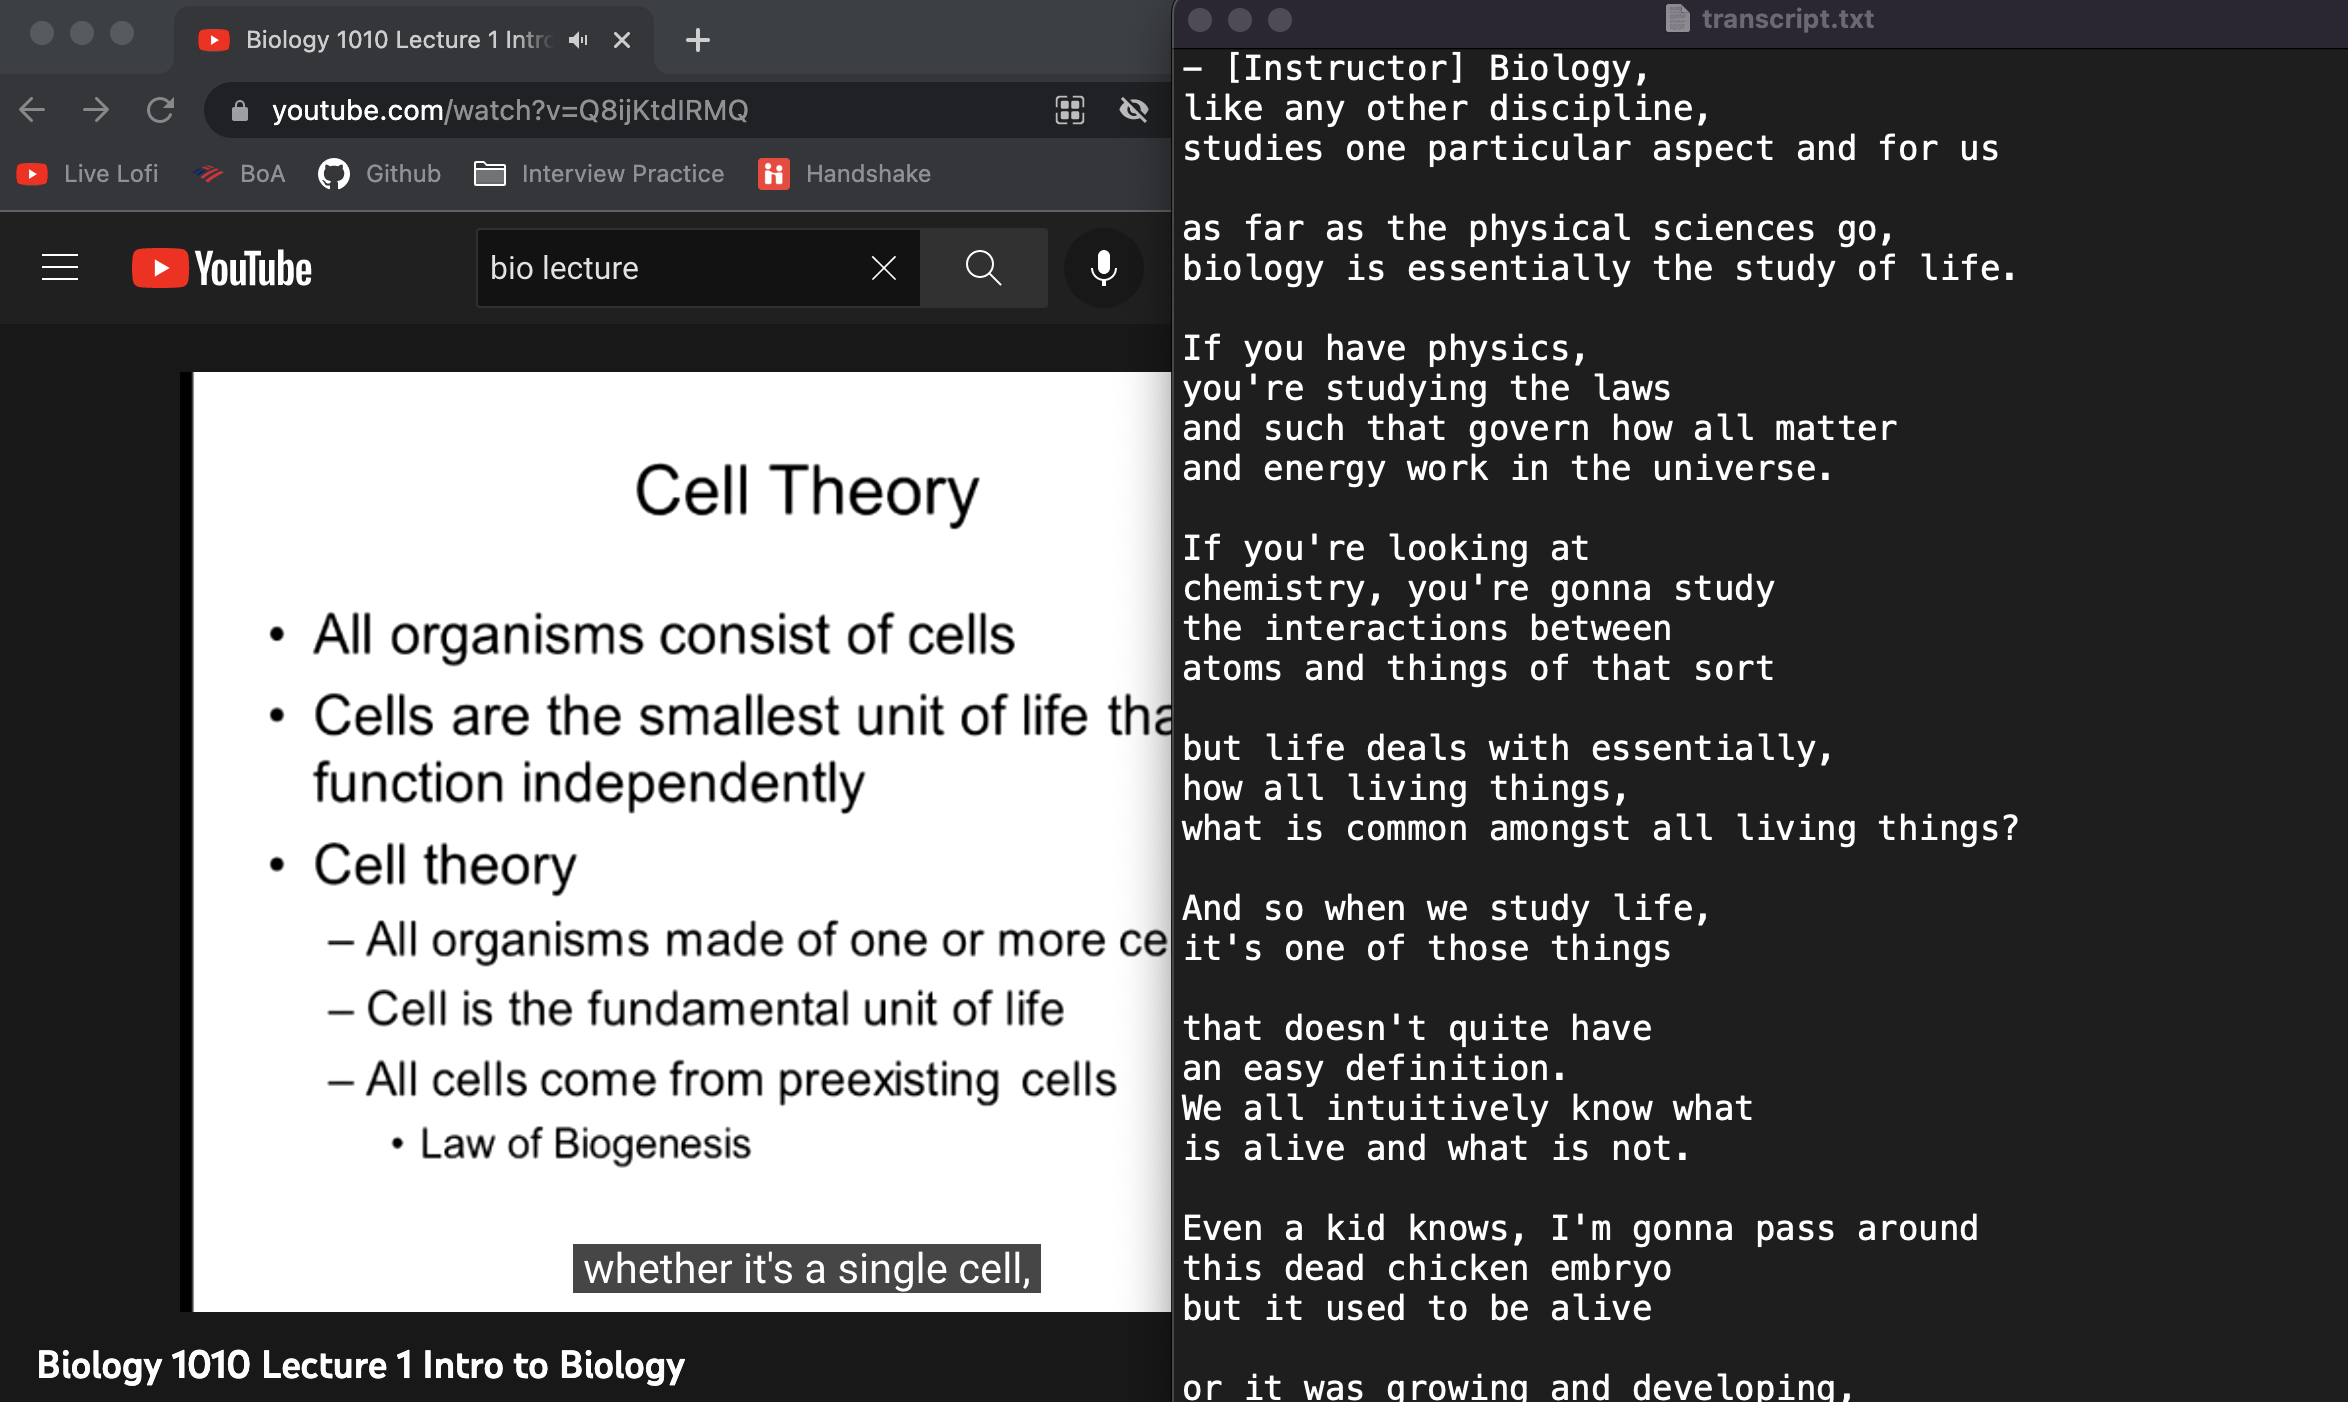 Biology 1010 Lecture 1 Intro
youtube.com/watch?v=Q8ijKtdIRMQ
Live Lofi BoA Github Interview Practice Handshake
YouTube
bio lecture
Cell Theory
• All organisms consist of cells
• Cells are the smallest unit of life
function independently
• Cell theory
– All organisms made of one or more
– Cell is the fundamental unit of life
– All cells come from preexisting cells
• Law of Biogenesis
whether it's a single cell,
Biology 1010 Lecture 1 Intro to Biology
transcript.txt
– [Instructor] Biology,
like any other discipline,
studies one particular aspect and for us
as far as the physical sciences go,
biology is essentially the study of life.
If you have physics,
you're studying the laws
and such that govern how all matter
and energy work in the universe.
If you're looking at
chemistry, you're gonna study
the interactions between
atoms and things of that sort
but life deals with essentially,
how all living things,
what is common amongst all living things?
And so when we study life,
it's one of those things
that doesn't quite have
an easy definition.
We all intuitively know what
is alive and what is not.
Even a kid knows, I'm gonna pass around
this dead chicken embryo
but it used to be alive
or it was growing and developing,